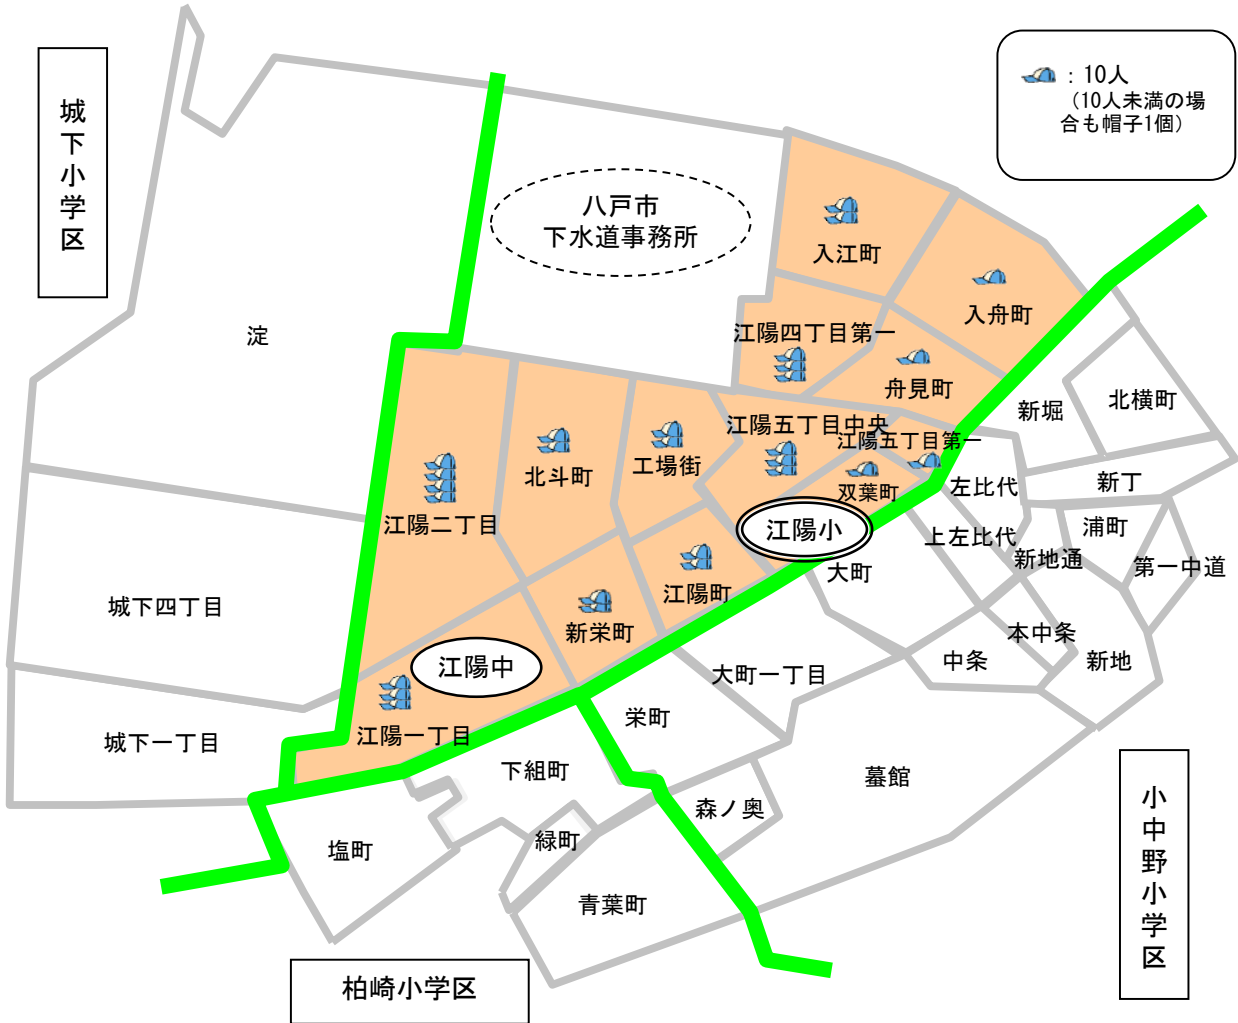 城下小学区
：10人
（10人未満の場
合も帽子1個）
八戸市
下水道事務所
入江町
入舟町
淀
江陽四丁目第一
舟見町
北横町
新堀
江陽五丁目中央
江陽五丁目第一
工場街
北斗町
双葉町
左比代
新丁
江陽二丁目
江陽小
上左比代
浦町
新地通
第一中道
大町
江陽町
城下四丁目
新栄町
本中条
中条
新地
江陽中
大町一丁目
栄町
江陽一丁目
城下一丁目
下組町
蟇館
森ノ奥
緑町
塩町
青葉町
小中野小学区
柏崎小学区